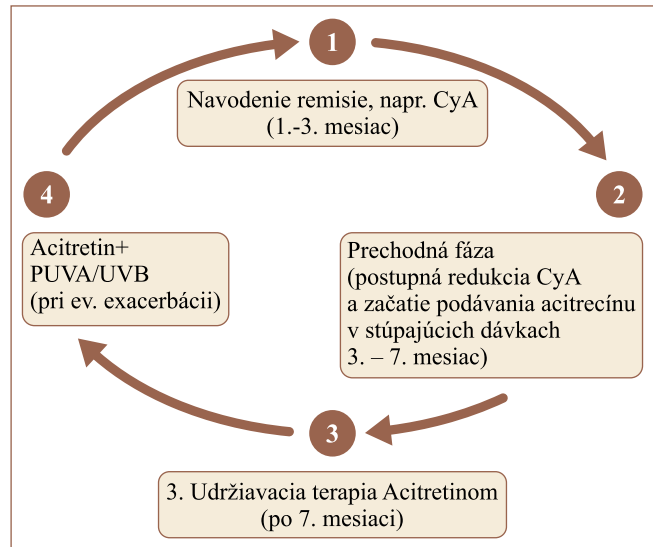 1
Navodenie remisie, napr. CyA
(1.-3. mesiac)
2
Prechodná fáza
(postupná redukcia CyA
a začatie podávania acitrecínu
v stúpajúcich dávkach
3. – 7. mesiac)
3
3. Udržiavacia terapia Acitretinom
(po 7. mesiaci)
4
Acitretin+
PUVA/UVB
(pri ev. exacerbácii)